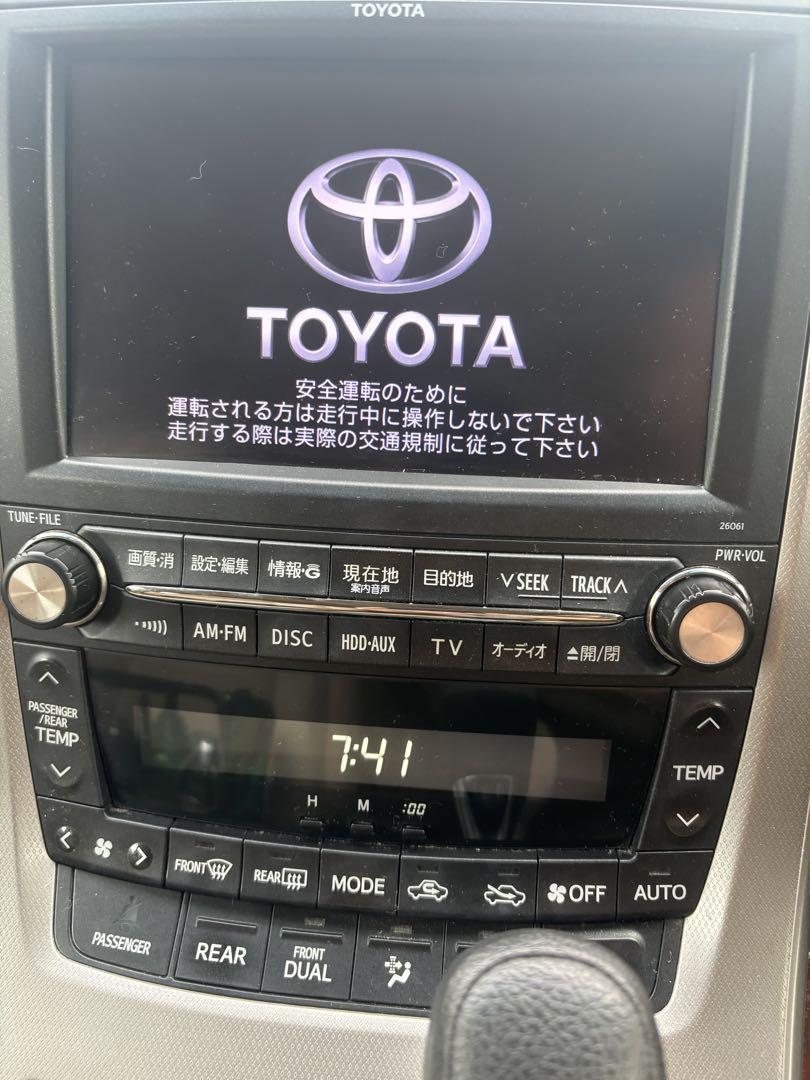 TOYOTA
TOYOTA
安全運転のために
運転される方は走行中に操作しないで下さい
走行する際は実際の交通規制に従って下さい
26061
TUNE·FILE
PWR·VOL
画質·消
設定·編集
情報·G
現在地
案内音声
目的地
∨SEEK
TRACK∧
AM·FM
DISC
HDD·AUX
TV
オーディオ
開/閉
PASSENGER
/REAR
TEMP
7:41
TEMP
H
M
:00
FRONT
REAR
MODE
OFF
AUTO
PASSENGER
REAR
FRONT
DUAL